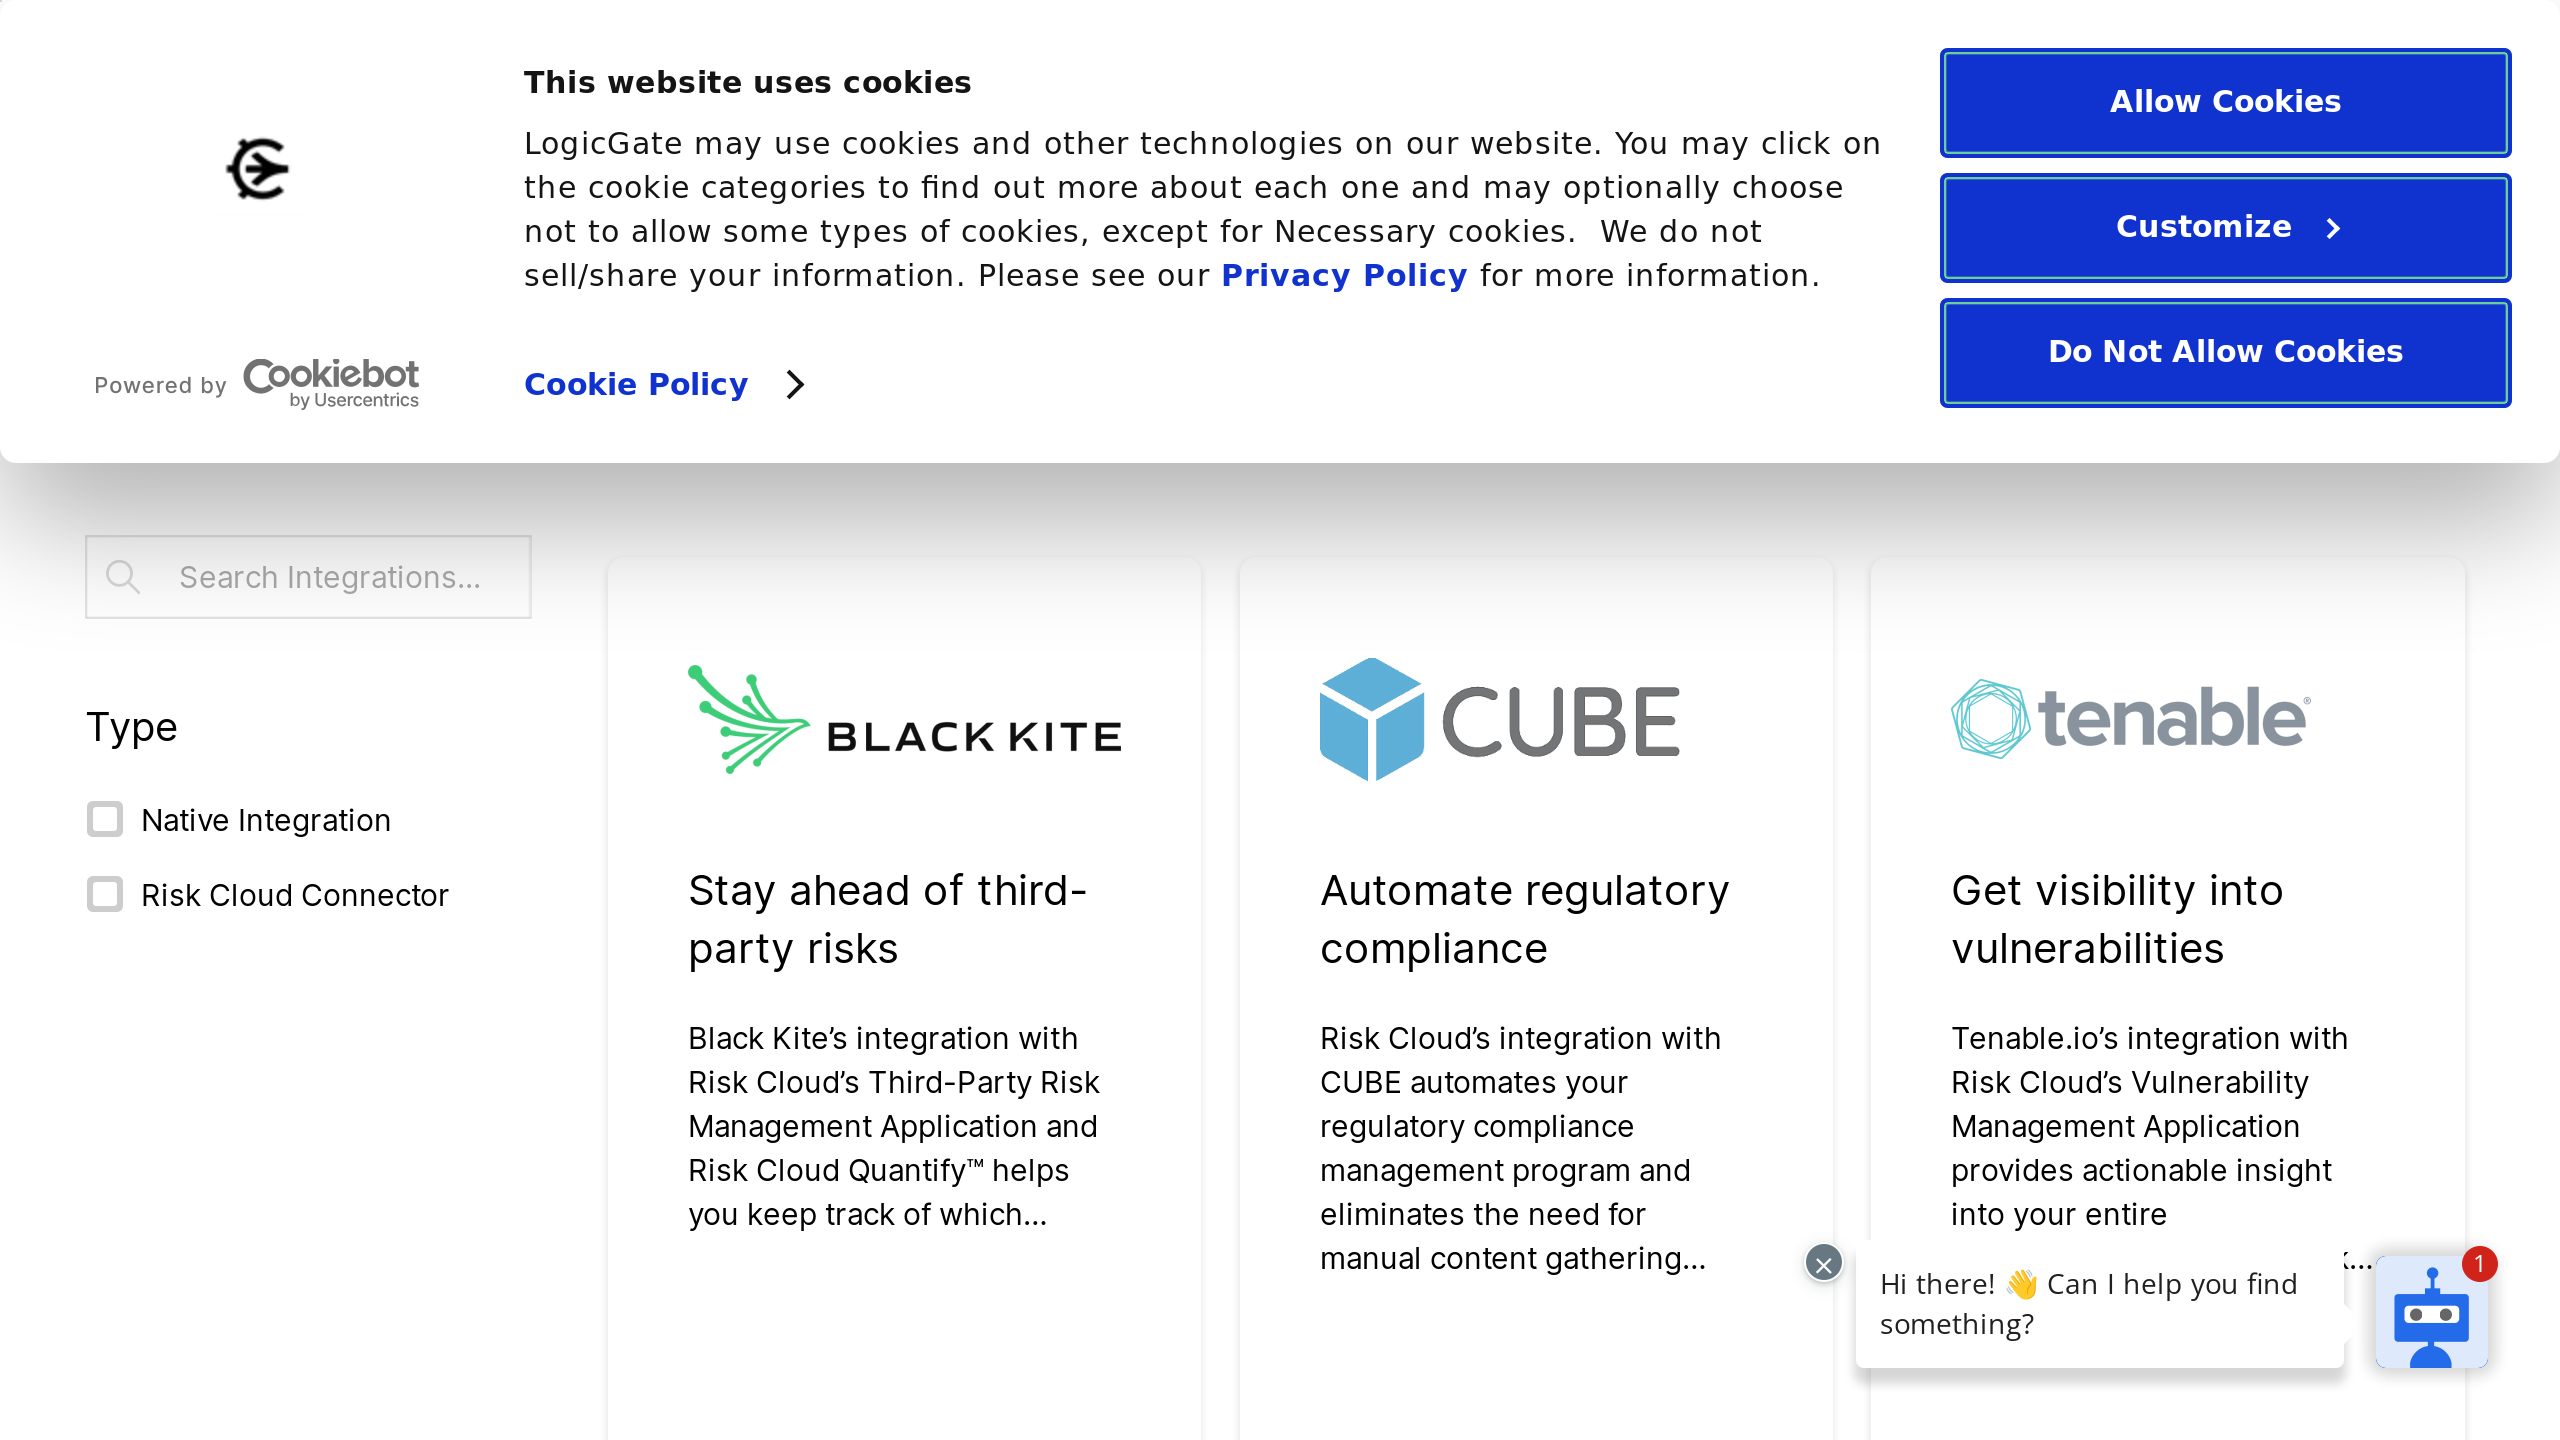 This website uses cookies
LogicGate may use cookies and other technologies on our website. You may click on
the cookie categories to find out more about each one and may optionally choose
not to allow some types of cookies, except for Necessary cookies.  We do not
sell/share your information. Please see our Privacy Policy for more information.
Powered by Cookiebot
by Usercentrics
Cookie Policy
Allow Cookies
Customize
Do Not Allow Cookies
Search Integrations...
Type
Native Integration
Risk Cloud Connector
BLACK KITE
Stay ahead of third-
party risks
Black Kite’s integration with
Risk Cloud’s Third-Party Risk
Management Application and
Risk Cloud Quantify™ helps
you keep track of which...
CUBE
Automate regulatory
compliance
Risk Cloud’s integration with
CUBE automates your
regulatory compliance
management program and
eliminates the need for
manual content gathering...
tenable®
Get visibility into
vulnerabilities
Tenable.io’s integration with
Risk Cloud’s Vulnerability
Management Application
provides actionable insight
into your entire
Hi there! 👋 Can I help you find
something?
1